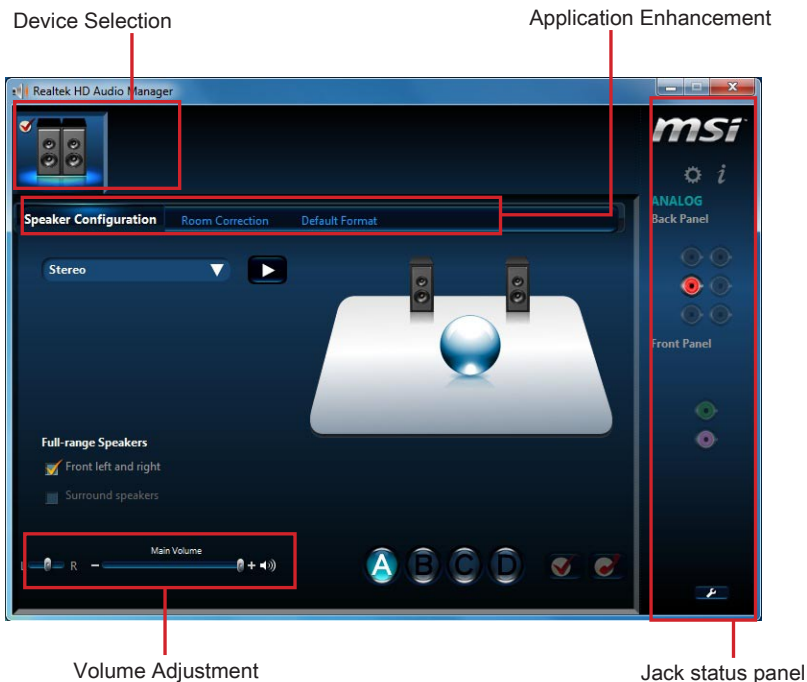 Device Selection
Application Enhancement
Realtek HD Audio Manager
msi
i
ANALOG
Back Panel
Speaker Configuration
Room Correction
Default Format
Stereo
Front Panel
Full-range Speakers
Front left and right
Surround speakers
Main Volume
L R - +
A B C D
Volume Adjustment
Jack status panel